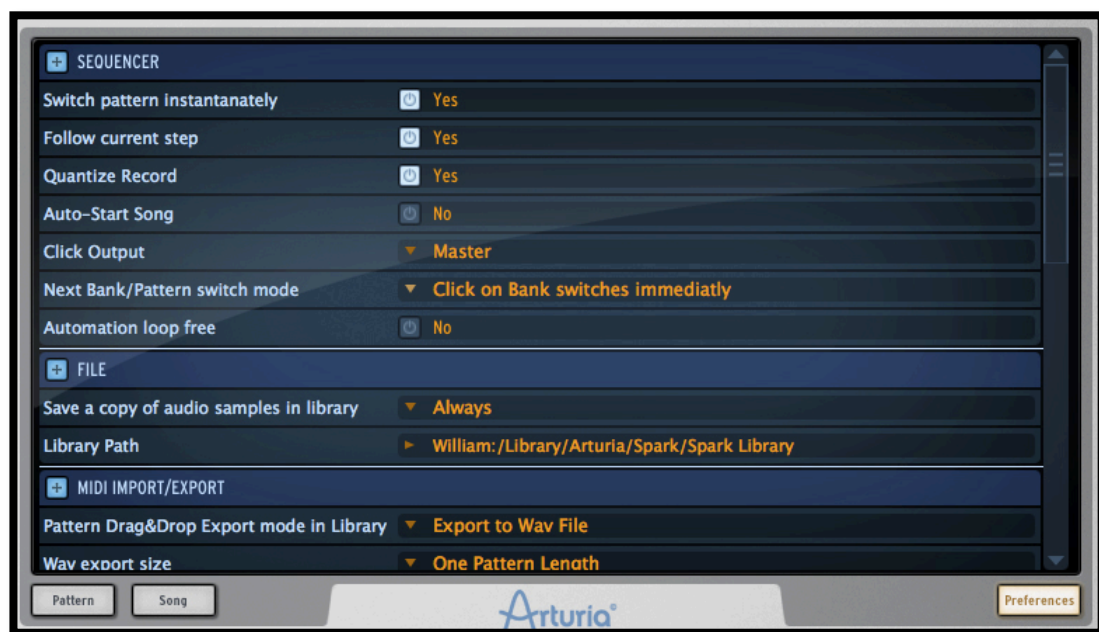 SEQUENCER
Switch pattern instantanately Yes
Follow current step Yes
Quantize Record Yes
Auto-Start Song No
Click Output Master
Next Bank/Pattern switch mode Click on Bank switches immediatly
Automation loop free No
FILE
Save a copy of audio samples in library Always
Library Path William:/Library/Arturia/Spark/Spark Library
MIDI IMPORT/EXPORT
Pattern Drag&Drop Export mode in Library Export to Wav File
Wav export size One Pattern Length
Pattern Song Arturia® Preferences